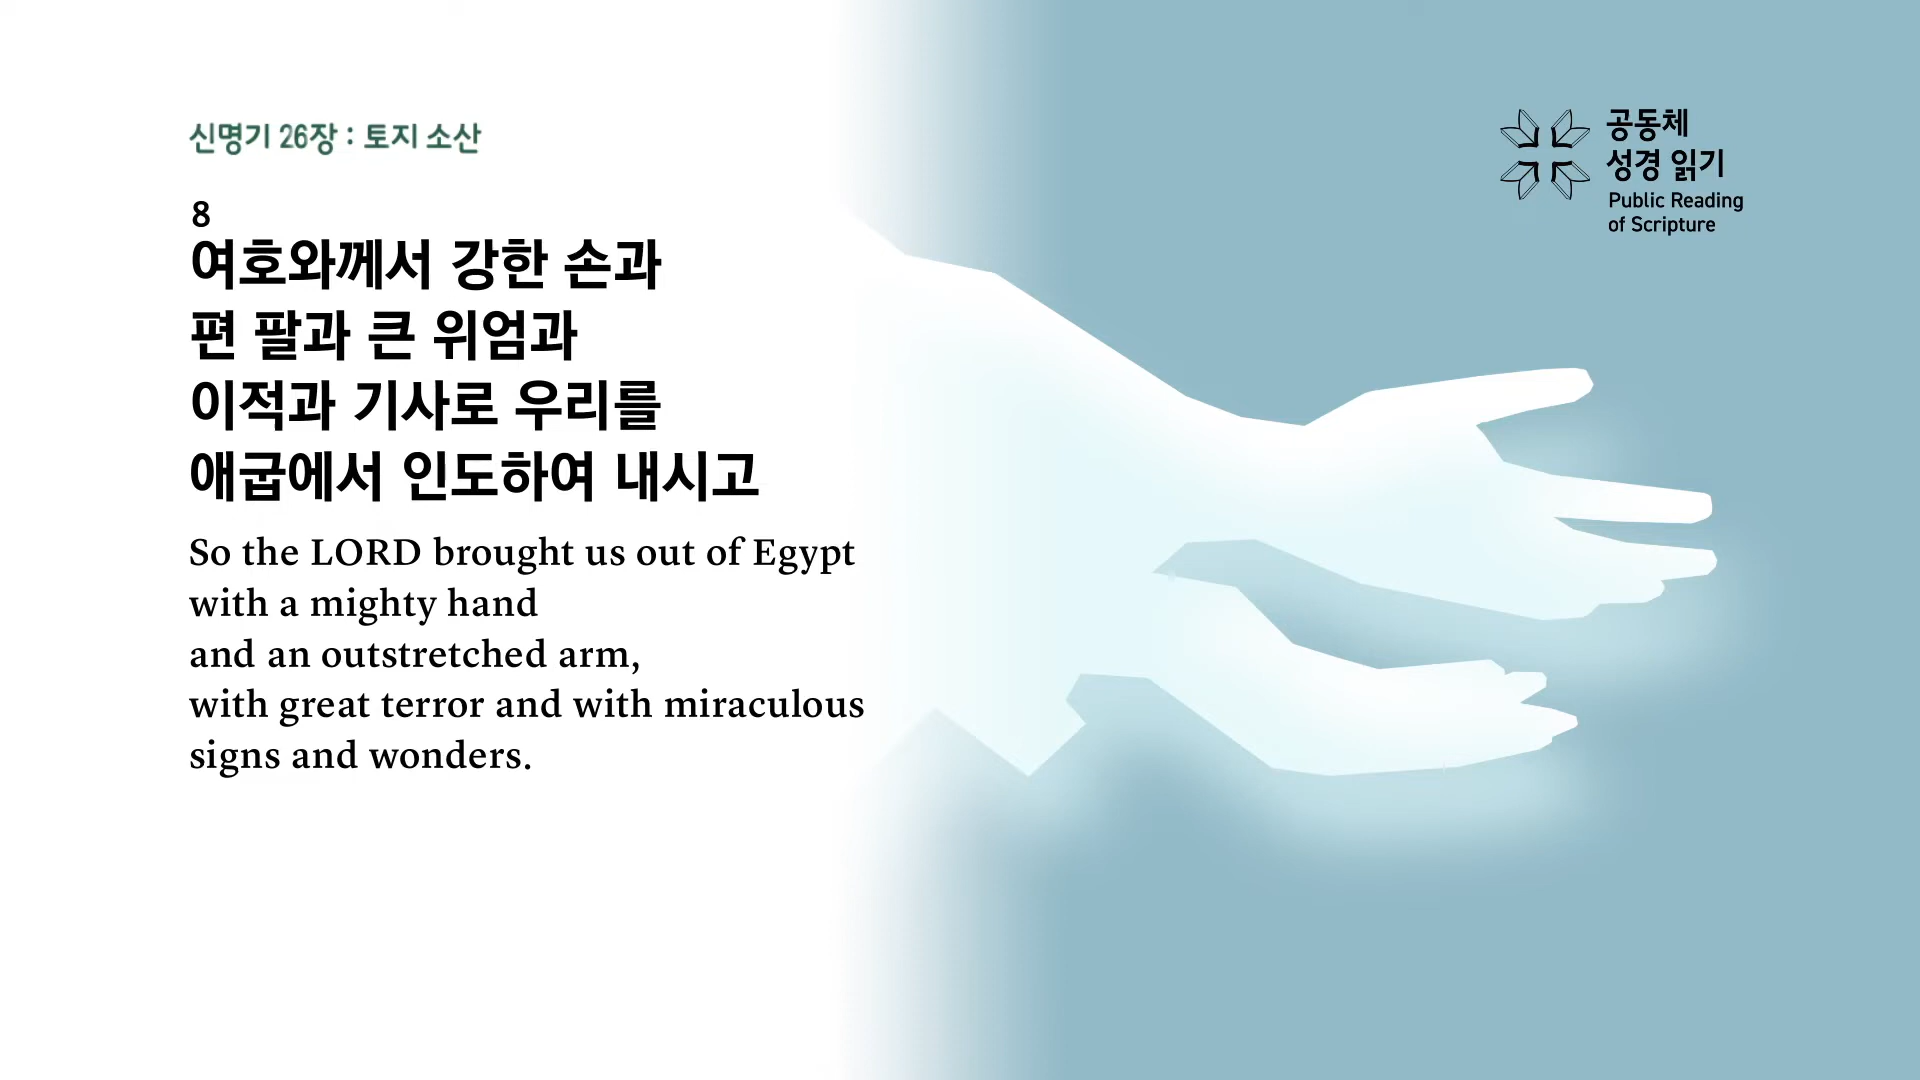 신명기 26장 : 토지 소산
8
여호와께서 강한 손과
편 팔과 큰 위엄과
이적과 기사로 우리를
애굽에서 인도하여 내시고
So the LORD brought us out of Egypt
with a mighty hand
and an outstretched arm,
with great terror and with miraculous
signs and wonders.
공동체
성경 읽기
Public Reading
of Scripture